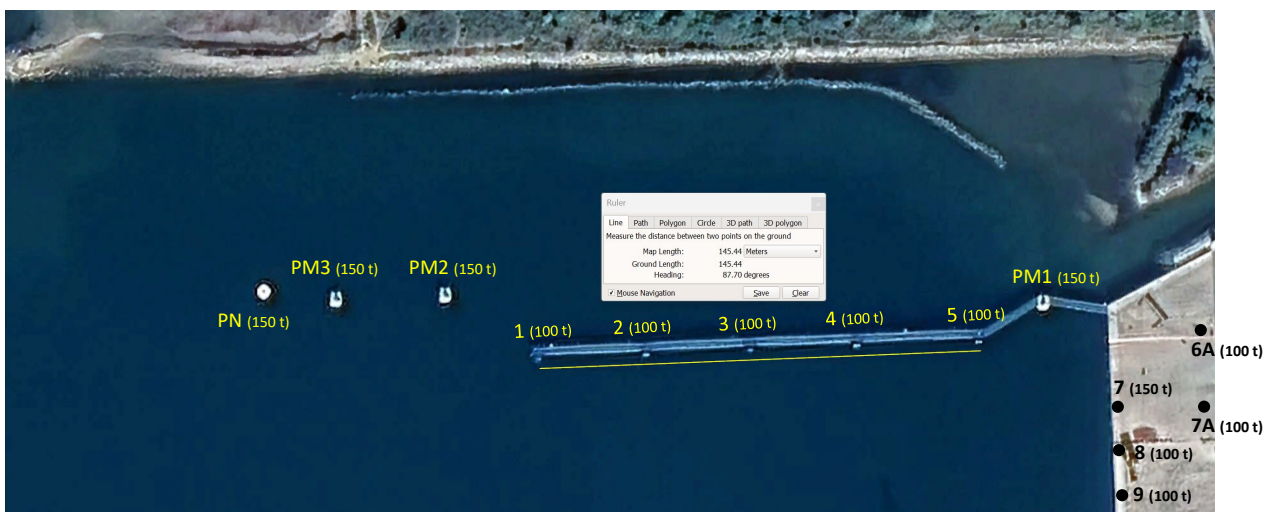 Ruler
Line Path Polygon Circle 3D path 3D polygon
Measure the distance between two points on the ground
Map Length: 145.44 Meters
Ground Length: 145.44
Heading: 87.70 degrees
Mouse Navigation Save Clear
PM3 (150 t)
PM2 (150 t)
PM1 (150 t)
PN (150 t)
1 (100 t)
2 (100 t)
3 (100 t)
4 (100 t)
5 (100 t)
6A (100 t)
7 (150 t)
7A (100 t)
8 (100 t)
9 (100 t)